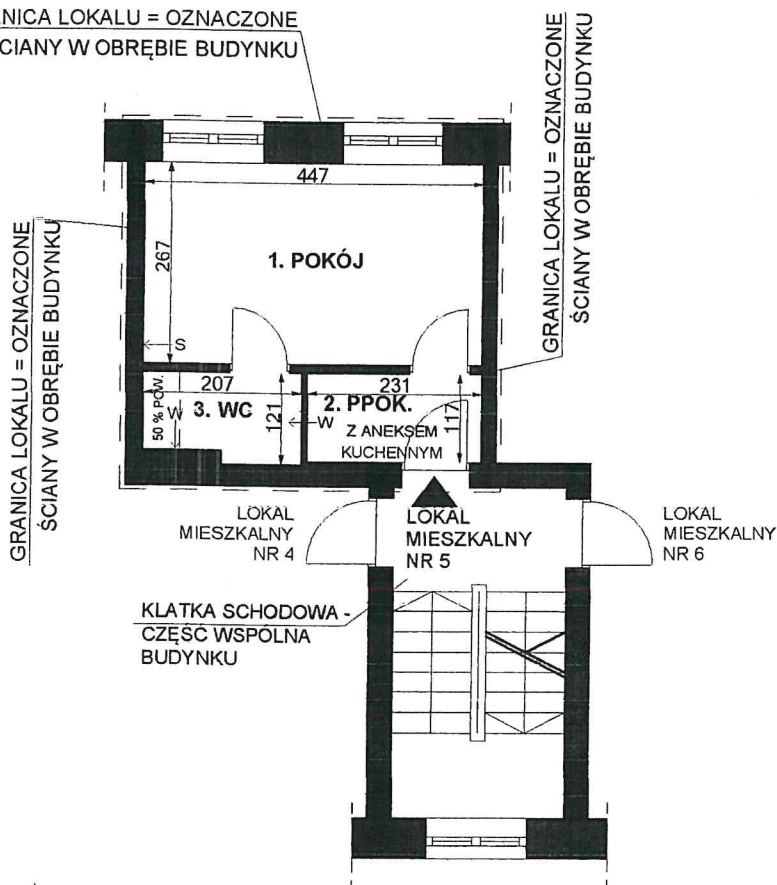 NICA LOKALU = OZNACZONE
CIANY W OBRĘBIE BUDYNKU
GRANICA LOKALU = OZNACZONE
ŚCIANY W OBRĘBIE BUDYNKU
GRANICA LOKALU = OZNACZONE
ŚCIANY W OBRĘBIE BUDYNKU
447
267
1. POKÓJ
S
207
231
50 % POW.
W
3. WC
121
W
2. PPOK.
Z ANEKSEM
KUCHENNYM
117
LOKAL
MIESZKALNY
NR 4
LOKAL
MIESZKALNY
NR 5
LOKAL
MIESZKALNY
NR 6
KLATKA SCHODOWA -
CZĘŚĆ WSPÓLNA
BUDYNKU